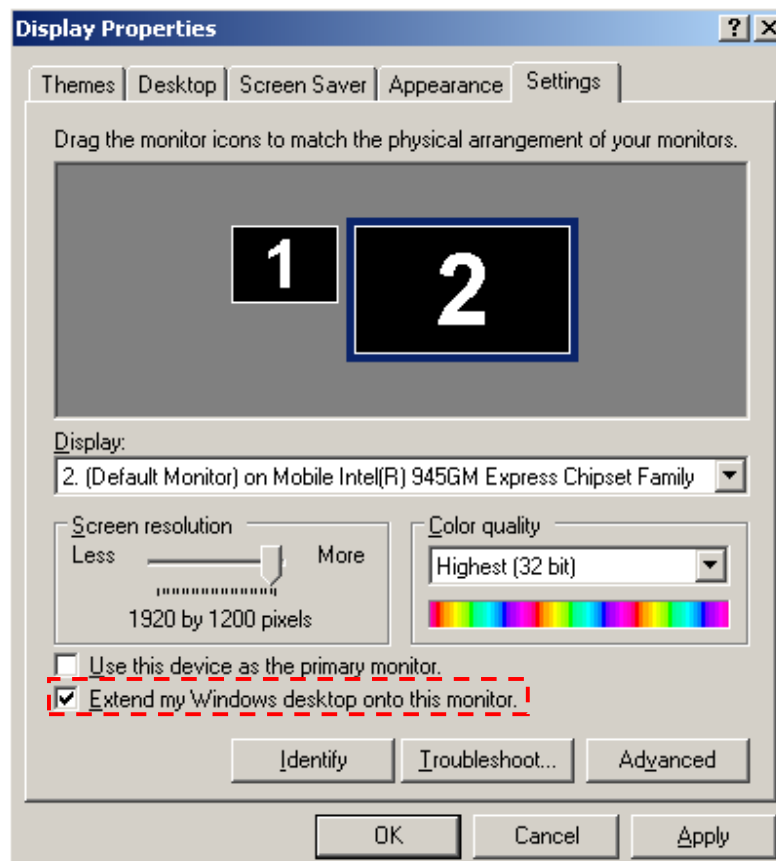 Display Properties
Themes Desktop Screen Saver Appearance Settings
Drag the monitor icons to match the physical arrangement of your monitors.
1 2
Display:
2. (Default Monitor) on Mobile Intel(R) 945GM Express Chipset Family
Screen resolution
Less More
1920 by 1200 pixels
Color quality
Highest (32 bit)
Use this device as the primary monitor.
Extend my Windows desktop onto this monitor.
Identify Troubleshoot... Advanced
OK Cancel Apply